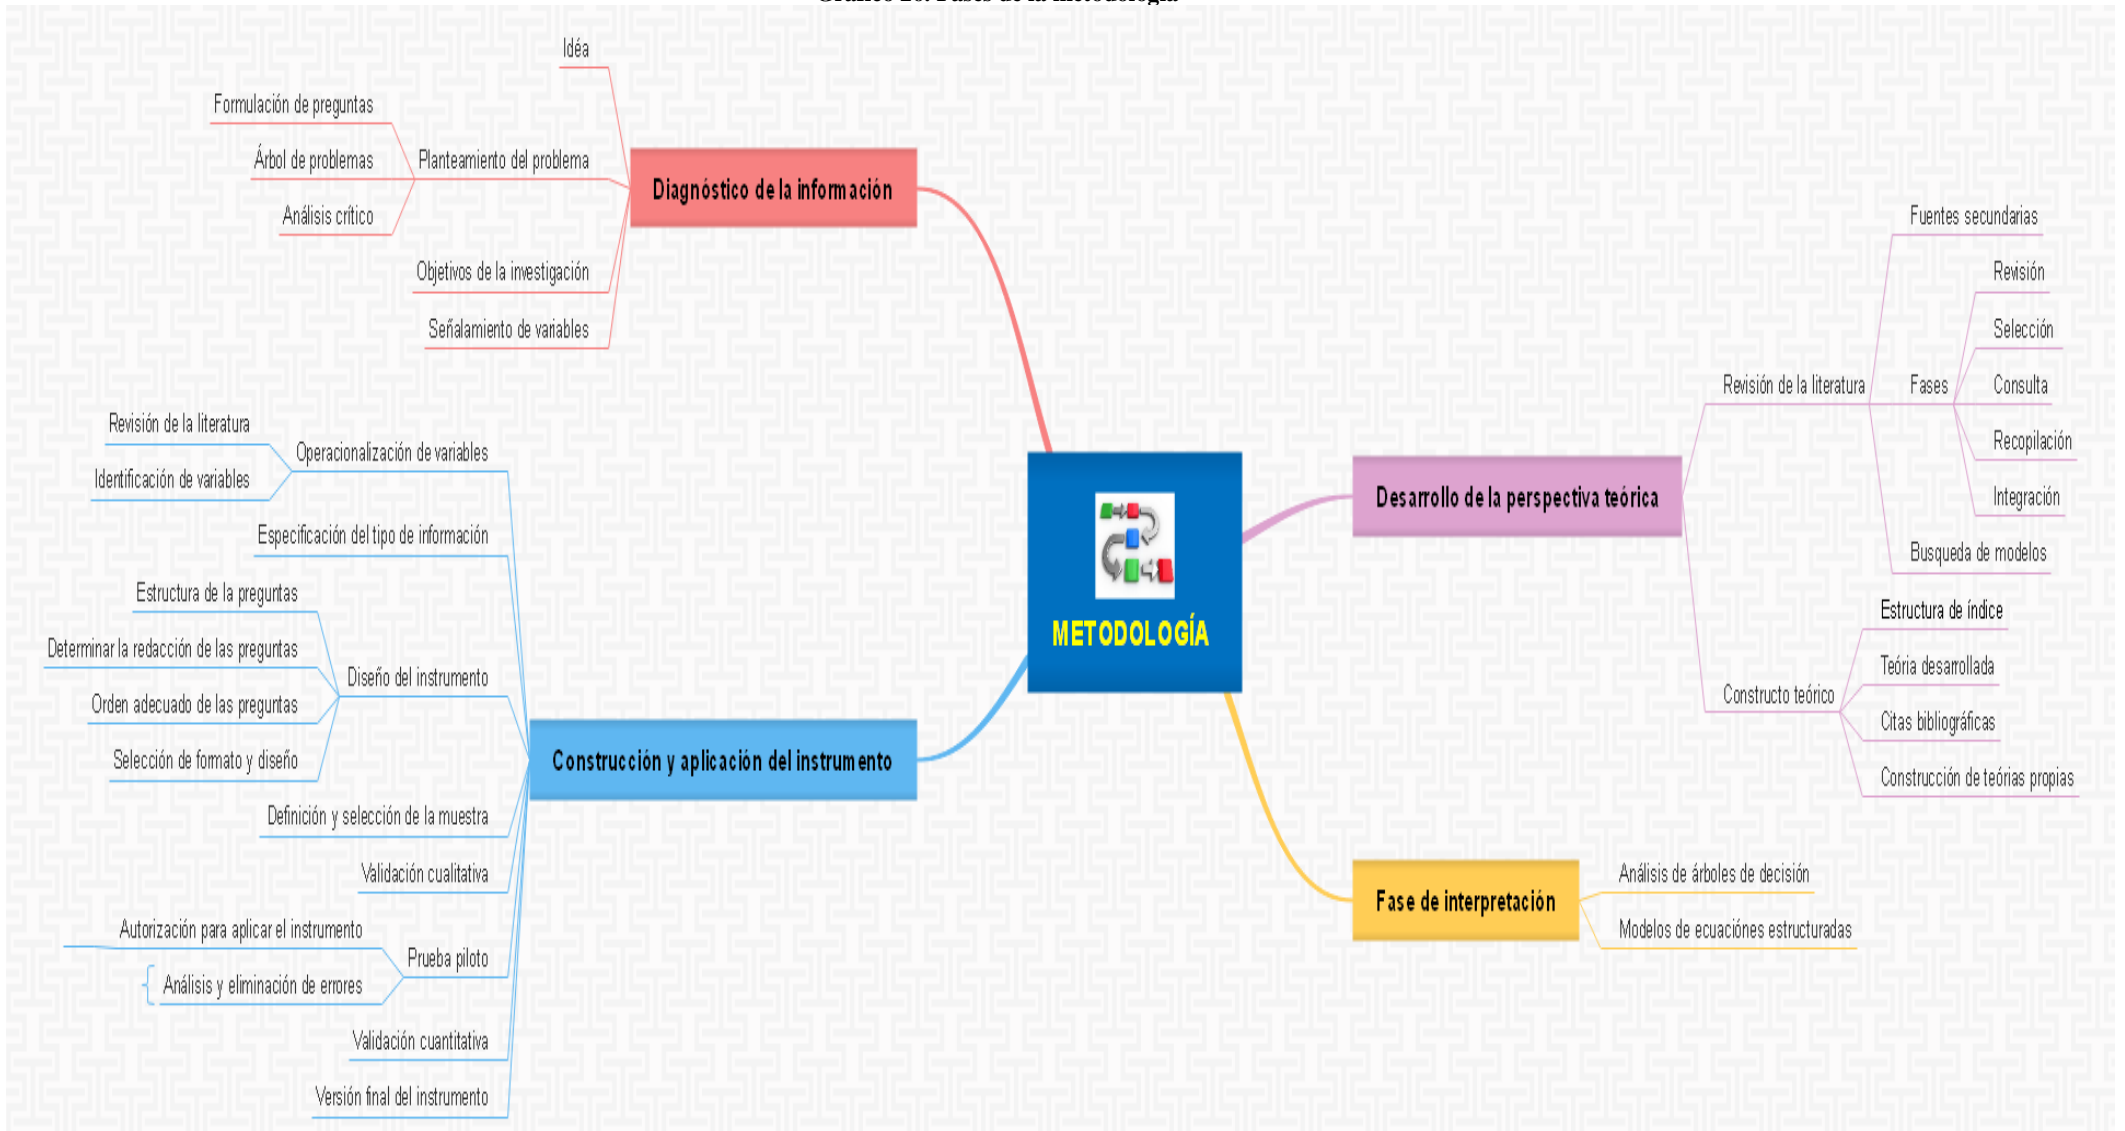 Gráfico 20. Fases de la metodología
Idéa
Formulación de preguntas
Árbol de problemas
Análisis crítico
Planteamiento del problema
Objetivos de la investigación
Señalamiento de variables
Diagnóstico de la información
Revisión de la literatura
Identificación de variables
Operacionalización de variables
Especificación del tipo de información
Estructura de la preguntas
Determinar la redacción de las preguntas
Orden adecuado de las preguntas
Selección de formato y diseño
Diseño del instrumento
Definición y selección de la muestra
Validación cualitativa
Autorización para aplicar el instrumento
Análisis y eliminación de errores
Prueba piloto
Validación cuantitativa
Versión final del instrumento
Construcción y aplicación del instrumento
METODOLOGÍA
Desarrollo de la perspectiva teórica
Revisión de la literatura
Fuentes secundarias
Fases
Revisión
Selección
Consulta
Recopilación
Integración
Busqueda de modelos
Constructo teórico
Estructura de índice
Teória desarrollada
Citas bibliográficas
Construcción de teórias propias
Fase de interpretación
Análisis de árboles de decisión
Modelos de ecuaciónes estructuradas